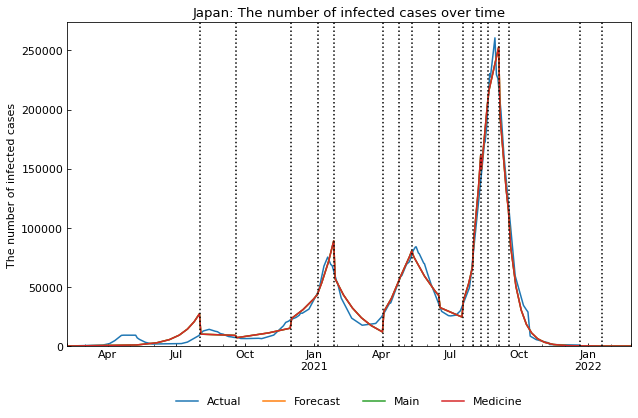 Japan: The number of infected cases over time
The number of infected cases
250000
200000
150000
100000
50000
0
Apr Jul Oct Jan Apr Jul Oct Jan
2021 2022
Actual Forecast Main Medicine